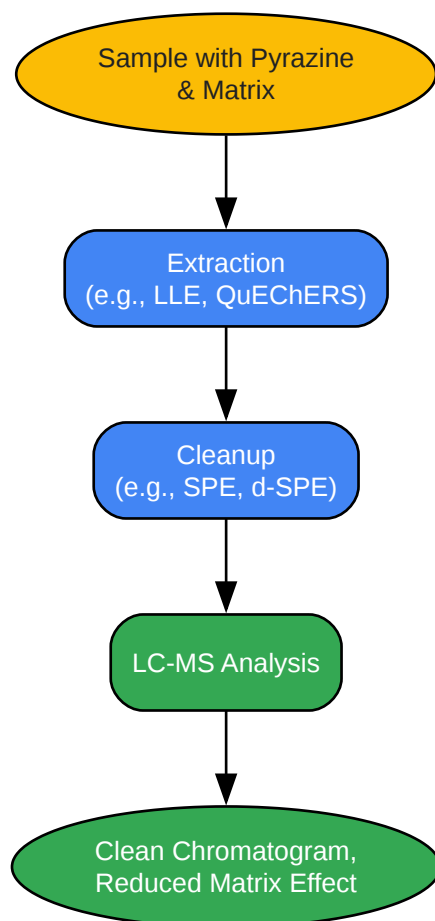 Sample with Pyrazine
& Matrix
Extraction
(e.g., LLE, QuEChERS)
Cleanup
(e.g., SPE, d-SPE)
LC-MS Analysis
Clean Chromatogram,
Reduced Matrix Effect